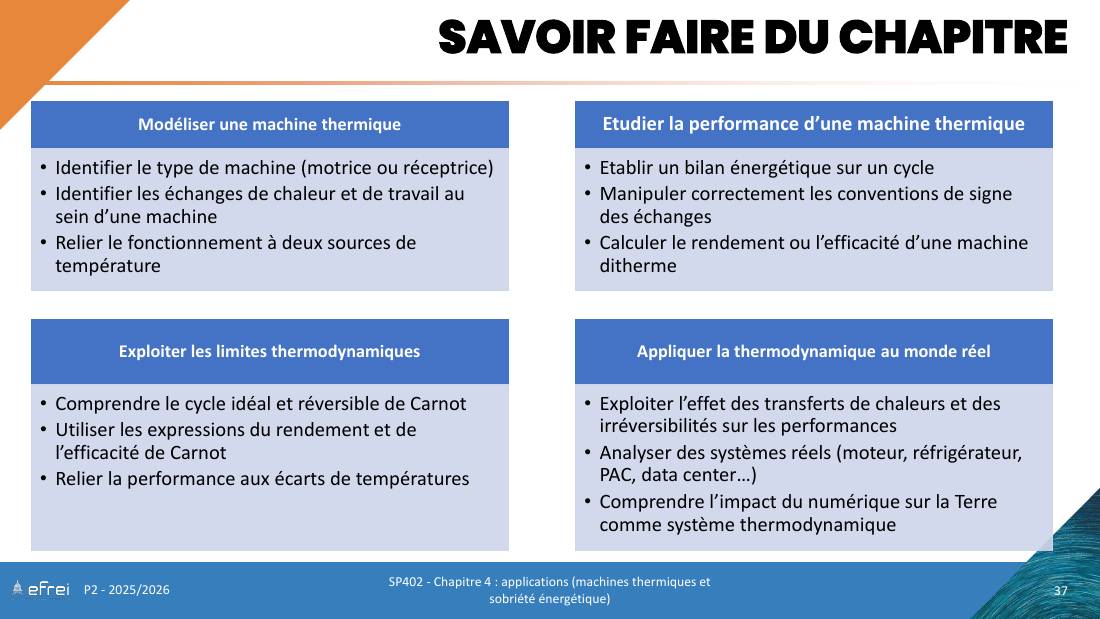 SAVOIR FAIRE DU CHAPITRE
Modéliser une machine thermique
• Identifier le type de machine (motrice ou réceptrice)
• Identifier les échanges de chaleur et de travail au
sein d’une machine
• Relier le fonctionnement à deux sources de
température
Etudier la performance d’une machine thermique
• Etablir un bilan énergétique sur un cycle
• Manipuler correctement les conventions de signe
des échanges
• Calculer le rendement ou l’efficacité d’une machine
ditherme
Exploiter les limites thermodynamiques
• Comprendre le cycle idéal et réversible de Carnot
• Utiliser les expressions du rendement et de
l’efficacité de Carnot
• Relier la performance aux écarts de températures
Appliquer la thermodynamique au monde réel
• Exploiter l’effet des transferts de chaleurs et des
irréversibilités sur les performances
• Analyser des systèmes réels (moteur, réfrigérateur,
PAC, data center…)
• Comprendre l’impact du numérique sur la Terre
comme système thermodynamique
efrei
P2 - 2025/2026
SP402 - Chapitre 4 : applications (machines thermiques et
sobriété énergétique)
37